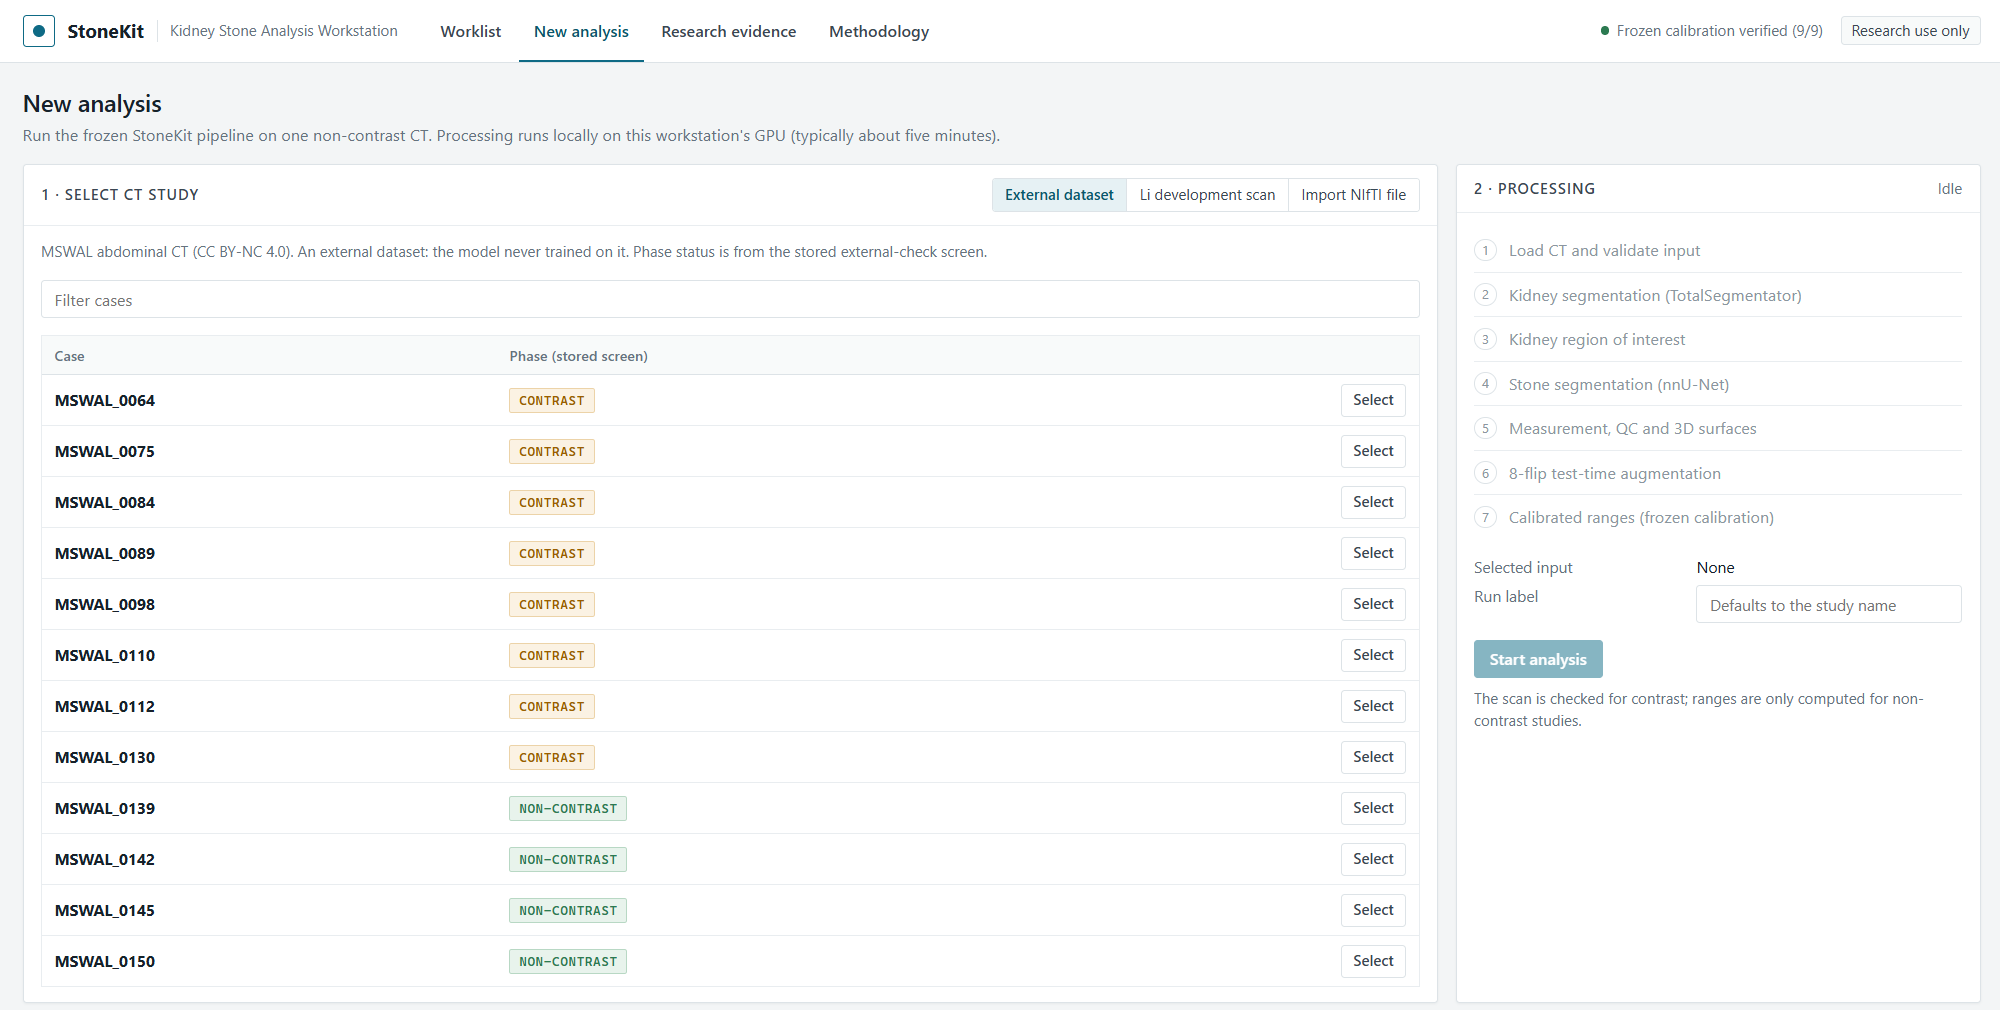 StoneKit
Kidney Stone Analysis Workstation
Worklist
New analysis
Research evidence
Methodology
Frozen calibration verified (9/9)
Research use only
New analysis
Run the frozen StoneKit pipeline on one non-contrast CT. Processing runs locally on this workstation's GPU (typically about five minutes).
1 · SELECT CT STUDY
External dataset
Li development scan
Import NIfTI file
MSWAL abdominal CT (CC BY-NC 4.0). An external dataset: the model never trained on it. Phase status is from the stored external-check screen.
Filter cases
Case
Phase (stored screen)
MSWAL_0064
CONTRAST
Select
MSWAL_0075
CONTRAST
Select
MSWAL_0084
CONTRAST
Select
MSWAL_0089
CONTRAST
Select
MSWAL_0098
CONTRAST
Select
MSWAL_0110
CONTRAST
Select
MSWAL_0112
CONTRAST
Select
MSWAL_0130
CONTRAST
Select
MSWAL_0139
NON-CONTRAST
Select
MSWAL_0142
NON-CONTRAST
Select
MSWAL_0145
NON-CONTRAST
Select
MSWAL_0150
NON-CONTRAST
Select
2 · PROCESSING
Idle
1 Load CT and validate input
2 Kidney segmentation (TotalSegmentator)
3 Kidney region of interest
4 Stone segmentation (nnU-Net)
5 Measurement, QC and 3D surfaces
6 8-flip test-time augmentation
7 Calibrated ranges (frozen calibration)
Selected input
None
Run label
Defaults to the study name
Start analysis
The scan is checked for contrast; ranges are only computed for non-
contrast studies.